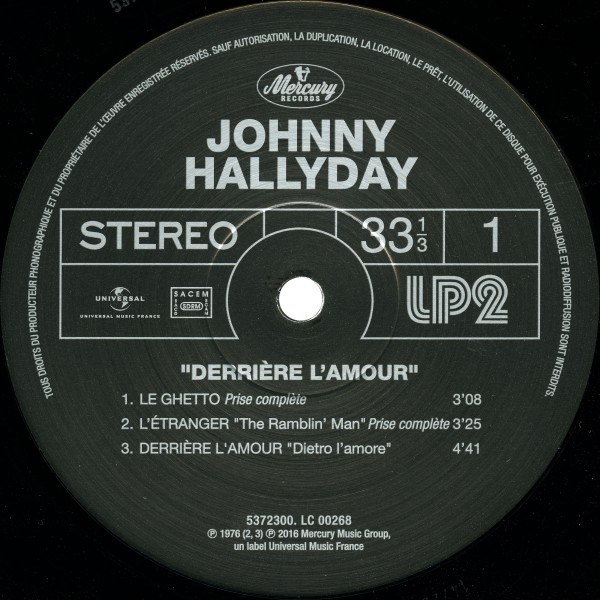 TOUS DROITS DU PRODUCTEUR PHONOGRAPHIQUE ET DU PROPRIÉTAIRE DE L'ŒUVRE ENREGISTRÉE RÉSERVÉS. SAUF AUTORISATION, LA DUPLICATION, LA LOCATION, LE PRÊT, L'UTILISATION DE CE DISQUE POUR EXÉCUTION PUBLIQUE ET RADIODIFFUSION SONT INTERDITS.
Mercury
RECORDS
JOHNNY
HALLYDAY
STEREO 33 1/3 1
UNIVERSAL
UNIVERSAL MUSIC FRANCE
SACEM
SDRM
LP2
"DERRIÈRE L'AMOUR"
1. LE GHETTO Prise complète 3'08
2. L'ÉTRANGER "The Ramblin' Man" Prise complète 3'25
3. DERRIÈRE L'AMOUR "Dietro l'amore" 4'41
5372300. LC 00268
℗ 1976 (2, 3) ℗ 2016 Mercury Music Group,
un label Universal Music France